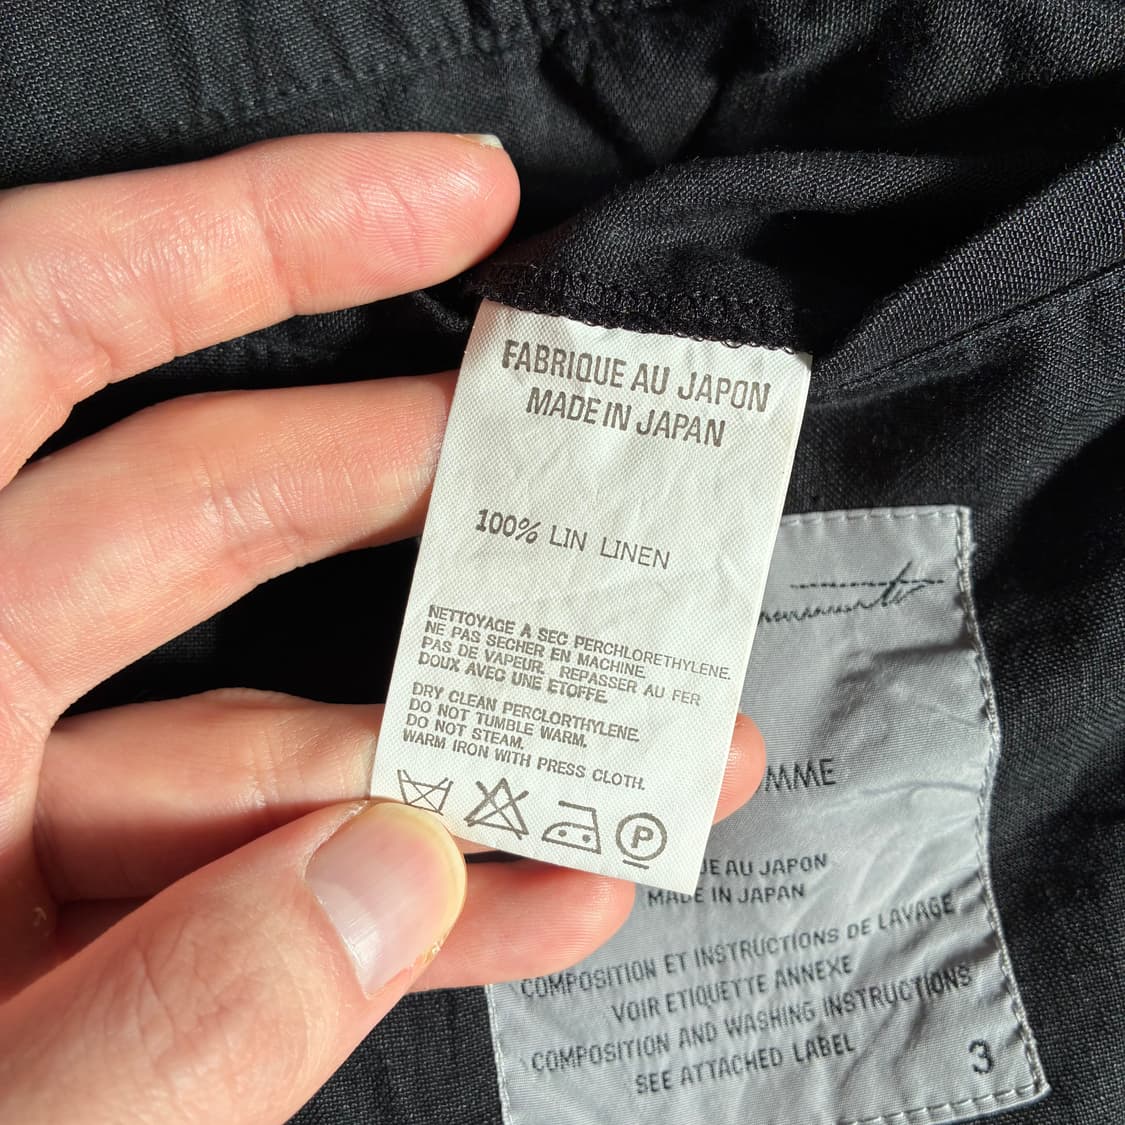 FABRIQUE AU JAPON
MADE IN JAPAN
100% LIN LINEN
NETTOYAGE A SEC PERCHLORETHYLENE.
NE PAS SECHER EN MACHINE.
PAS DE VAPEUR. REPASSER AU FER
DOUX AVEC UNE ETOFFE.
DRY CLEAN PERCLORTHYLENE.
DO NOT TUMBLE WARM.
DO NOT STEAM.
WARM IRON WITH PRESS CLOTH.
P
AU JAPON
MADE IN JAPAN
COMPOSITION ET INSTRUCTIONS DE LAVAGE
VOIR ETIQUETTE ANNEXE
COMPOSITION AND WASHING INSTRUCTIONS
SEE ATTACHED LABEL
3